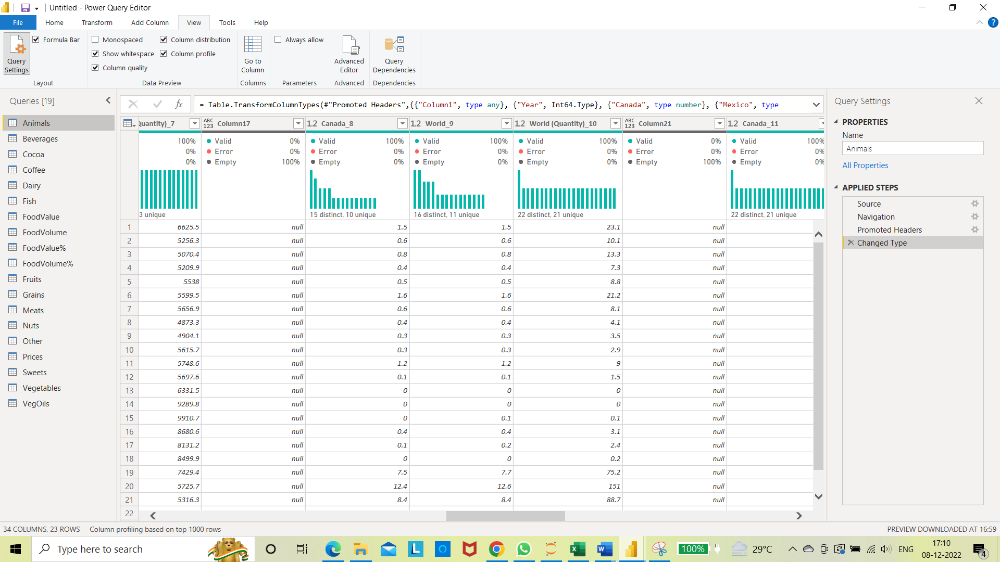 Untitled - Power Query Editor
File Home Transform Add Column View Tools Help
Query Settings
Formula Bar
Layout
Monospaced
Show whitespace
Column quality
Column distribution
Column profile
Data Preview
Go to Column
Columns
Always allow
Parameters
Advanced Editor
Advanced
Query Dependencies
Dependencies
Queries [19]
Animals
Beverages
Cocoa
Coffee
Dairy
Fish
FoodValue
FoodVolume
FoodValue%
FoodVolume%
Fruits
Grains
Meats
Nuts
Other
Prices
Sweets
Vegetables
VegOils
fx = Table.TransformColumnTypes(#"Promoted Headers",{{"Column1", type any}, {"Year", Int64.Type}, {"Canada", type number}, {"Mexico", type
uantity)_7 ABC 123 Column17 1.2 Canada_8 1.2 World_9 1.2 World (Quantity)_10 ABC 123 Column21 1.2 Canada_11
100% Valid 0% Valid 100% Valid 100% Valid 100% Valid 0% Valid 100%
0% Error 0% Error 0% Error 0% Error 0% Error 0% Error 0%
0% Empty 100% Empty 0% Empty 0% Empty 0% Empty 100% Empty 0%
3 unique 15 distinct, 10 unique 16 distinct, 11 unique 22 distinct, 21 unique 22 distinct, 21 unique
1 6625.5 null 1.5 1.5 23.1 null
2 5256.3 null 0.6 0.6 10.1 null
3 5070.4 null 0.8 0.8 13.3 null
4 5209.9 null 0.4 0.4 7.3 null
5 5538 null 0.5 0.5 8.8 null
6 5599.5 null 1.6 1.6 21.2 null
7 5656.9 null 0.6 0.6 8.1 null
8 4873.3 null 0.4 0.4 4.1 null
9 4904.1 null 0.3 0.3 3.5 null
10 5615.7 null 0.3 0.3 2.9 null
11 5748.6 null 1.2 1.2 9 null
12 5697.6 null 0.1 0.1 1.5 null
13 6331.5 null 0 0 0 null
14 9289.8 null 0 0 0 null
15 9910.7 null 0 0.1 0.1 null
16 8680.6 null 0.4 0.4 3.1 null
17 8131.2 null 0.1 0.2 2.4 null
18 8499.9 null 0 0 0.2 null
19 7429.4 null 7.5 7.7 75.2 null
20 5725.7 null 12.4 12.6 151 null
21 5316.3 null 8.4 8.4 88.7 null
22
Query Settings
PROPERTIES
Name
Animals
All Properties
APPLIED STEPS
Source
Navigation
Promoted Headers
Changed Type
34 COLUMNS, 23 ROWS Column profiling based on top 1000 rows PREVIEW DOWNLOADED AT 16:59
Type here to search
100%
29°C
ENG
17:10
08-12-2022
4